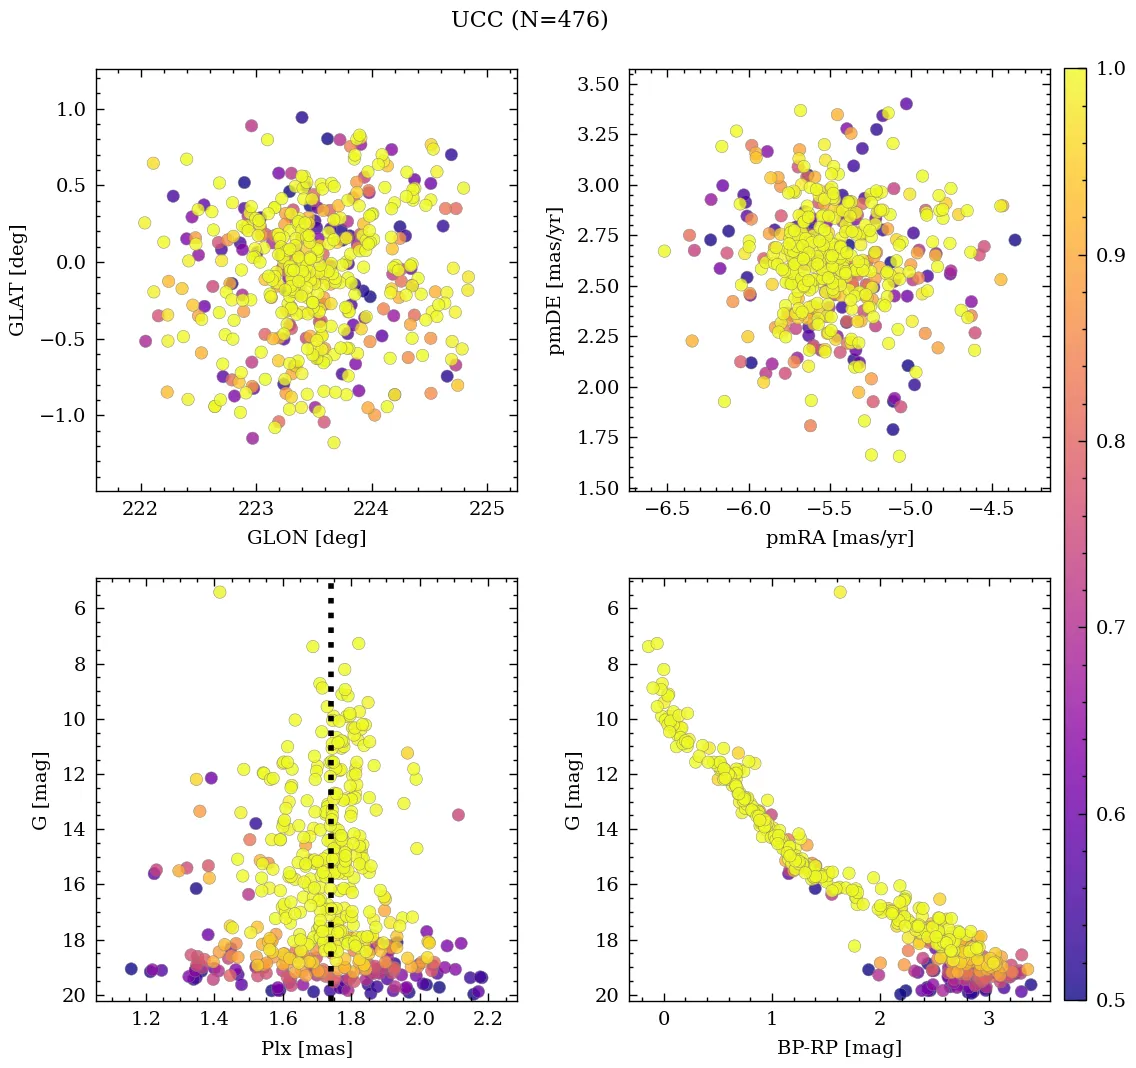 UCC (N=476)
1.0
0.5
0.0
−0.5
−1.0
GLAT [deg]
222 223 224 225
GLON [deg]
3.50
3.25
3.00
2.75
2.50
2.25
2.00
1.75
1.50
pmDE [mas/yr]
−6.5 −6.0 −5.5 −5.0 −4.5
pmRA [mas/yr]
6
8
10
12
14
16
18
20
G [mag]
1.2 1.4 1.6 1.8 2.0 2.2
Plx [mas]
6
8
10
12
14
16
18
20
G [mag]
0 1 2 3
BP-RP [mag]
1.0
0.9
0.8
0.7
0.6
0.5